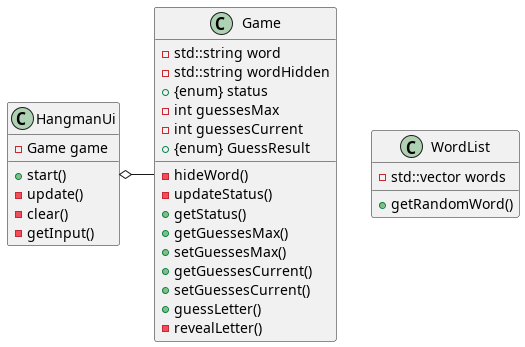 C HangmanUi
Game game
start()
update()
clear()
getInput()
C Game
std::string word
std::string wordHidden
{enum} status
int guessesMax
int guessesCurrent
{enum} GuessResult
hideWord()
updateStatus()
getStatus()
getGuessesMax()
setGuessesMax()
getGuessesCurrent()
setGuessesCurrent()
guessLetter()
revealLetter()
C WordList
std::vector words
getRandomWord()